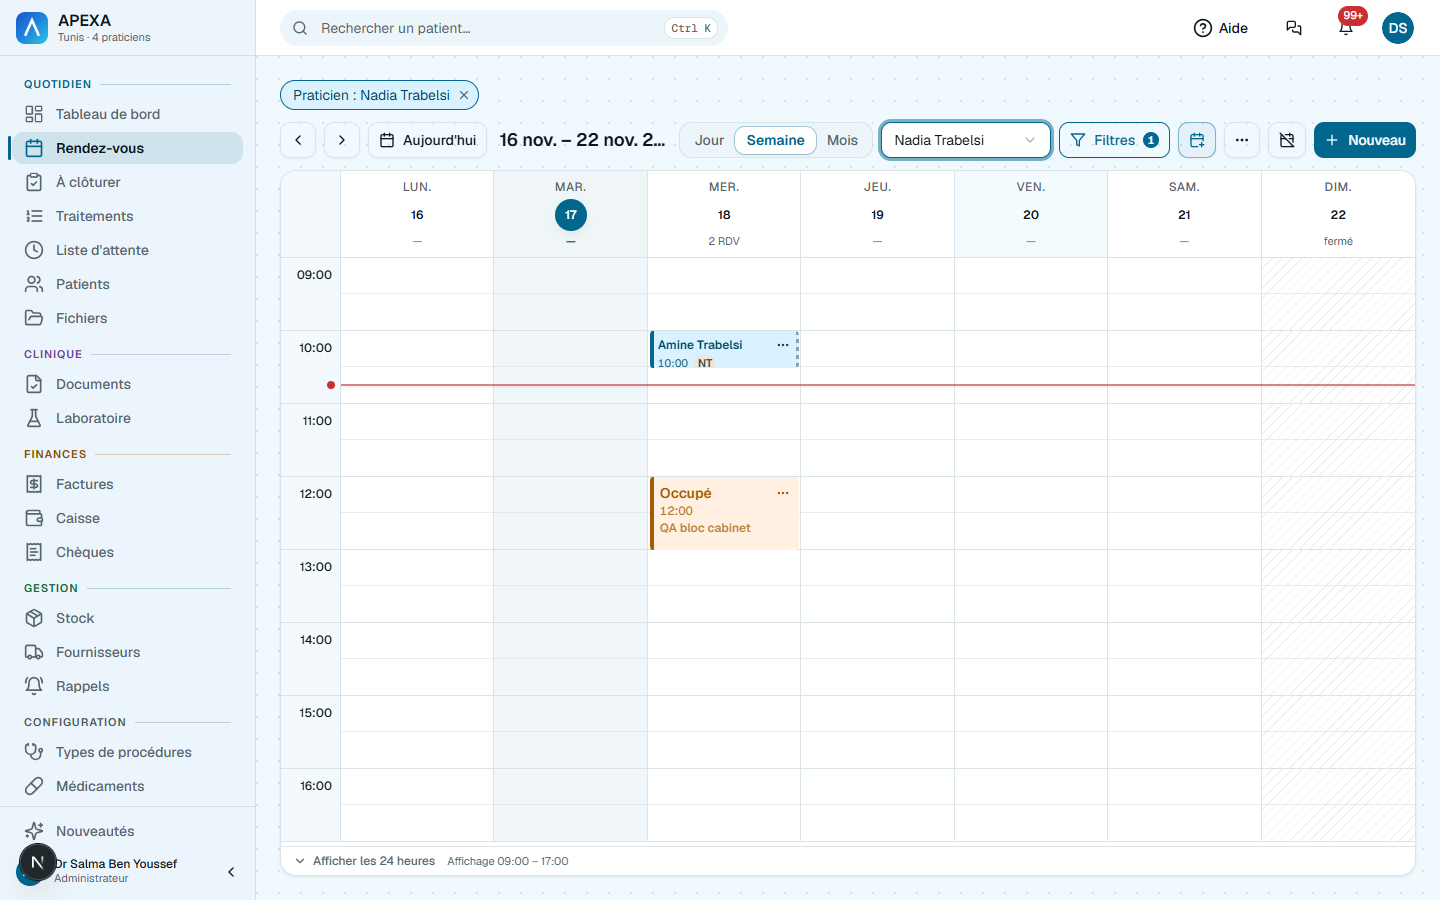 APEXA
Tunis · 4 praticiens
Rechercher un patient…
Ctrl K
Aide
99+
DS
QUOTIDIEN
Tableau de bord
Rendez-vous
À clôturer
Traitements
Liste d'attente
Patients
Fichiers
CLINIQUE
Documents
Laboratoire
FINANCES
Factures
Caisse
Chèques
GESTION
Stock
Fournisseurs
Rappels
CONFIGURATION
Types de procédures
Médicaments
Nouveautés
N
Dr Salma Ben Youssef
Administrateur
Praticien : Nadia Trabelsi
Aujourd'hui
16 nov. – 22 nov. 2…
Jour
Semaine
Mois
Nadia Trabelsi
Filtres 1
Nouveau
LUN. MAR. MER. JEU. VEN. SAM. DIM.
16 17 18 19 20 21 22
— — 2 RDV — — — fermé
09:00
10:00
Amine Trabelsi
10:00 NT
11:00
12:00
Occupé
12:00
QA bloc cabinet
13:00
14:00
15:00
16:00
Afficher les 24 heures Affichage 09:00 – 17:00